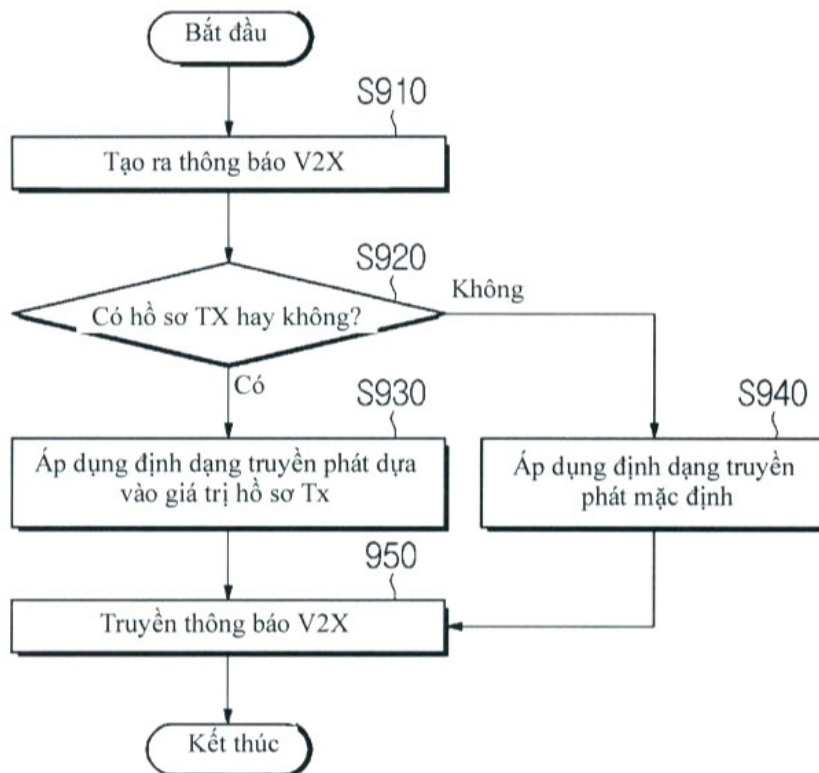 Bắt đầu
S910
Tạo ra thông báo V2X
S920
Có hồ sơ TX hay không?
Không
Có
S930
Áp dụng định dạng truyền phát dựa
vào giá trị hồ sơ Tx
S940
Áp dụng định dạng truyền
phát mặc định
950
Truyền thông báo V2X
Kết thúc